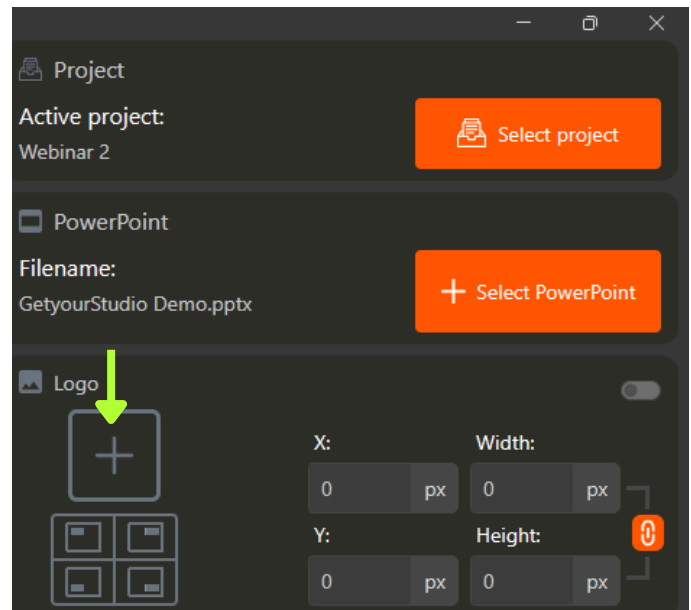 Project
Active project:
Webinar 2
Select project
PowerPoint
Filename:
GetyourStudio Demo.pptx
Select PowerPoint
Logo
X:
Width:
0 px
0 px
Y:
Height:
0 px
0 px